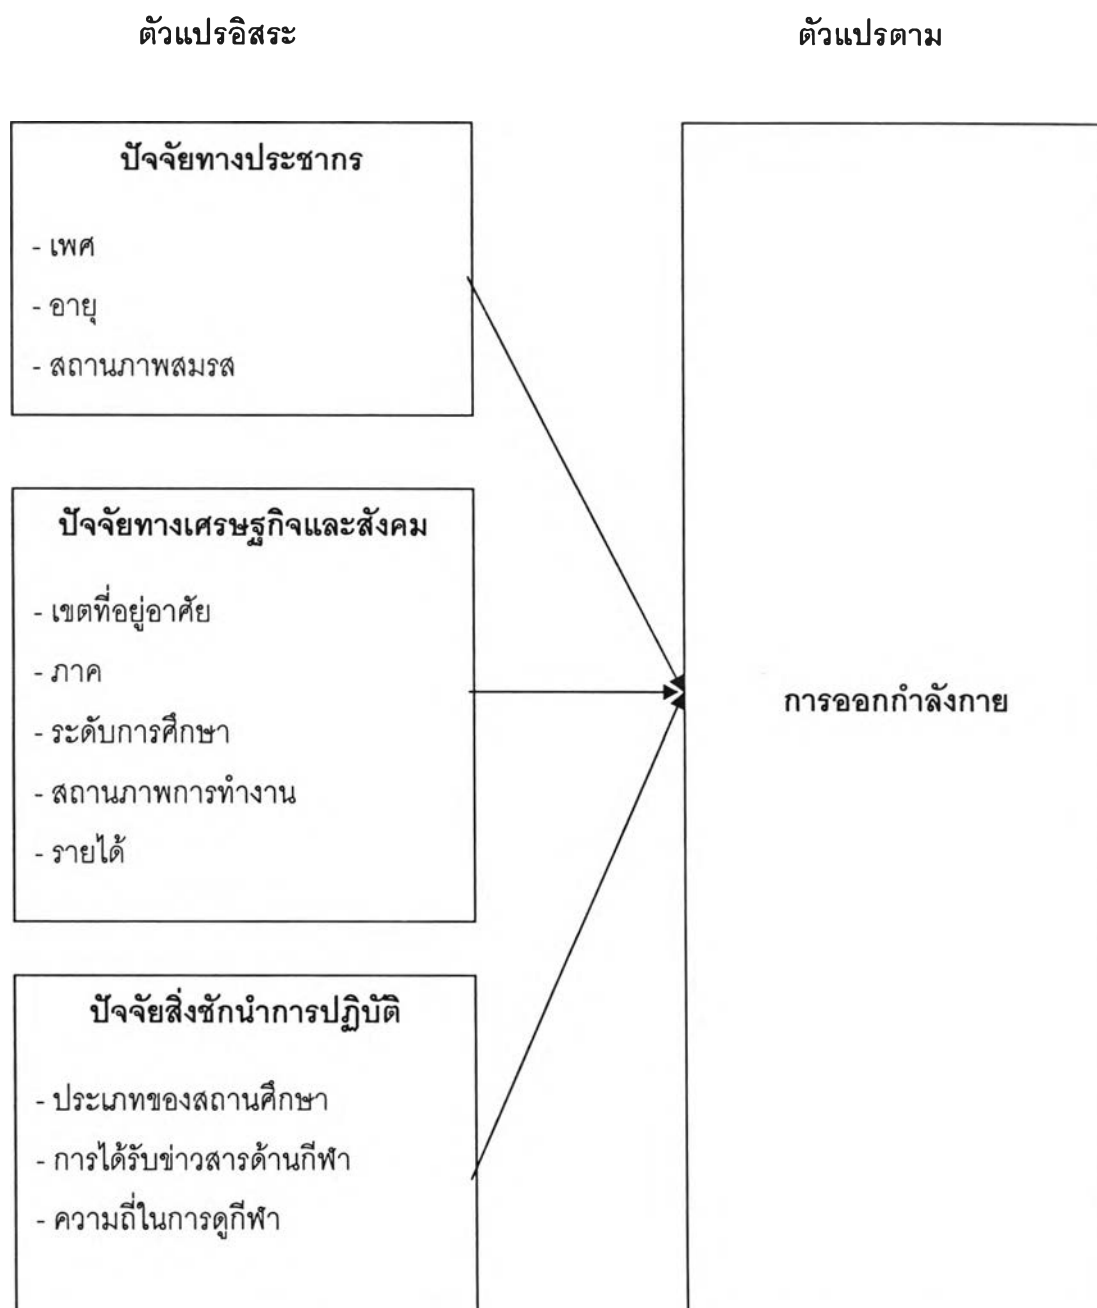 ตัวแปรอิสระ
ตัวแปรตาม
ปัจจัยทางประชากร
- เพศ
- อายุ
- สถานภาพสมรส
ปัจจัยทางเศรษฐกิจและสังคม
- เขตที่อยู่อาศัย
- ภาค
- ระดับการศึกษา
- สถานภาพการทำงาน
- รายได้
ปัจจัยสิ่งชักนำการปฏิบัติ
- ประเภทของสถานศึกษา
- การได้รับข่าวสารด้านกีฬา
- ความถี่ในการดูกีฬา
การออกกำลังกาย